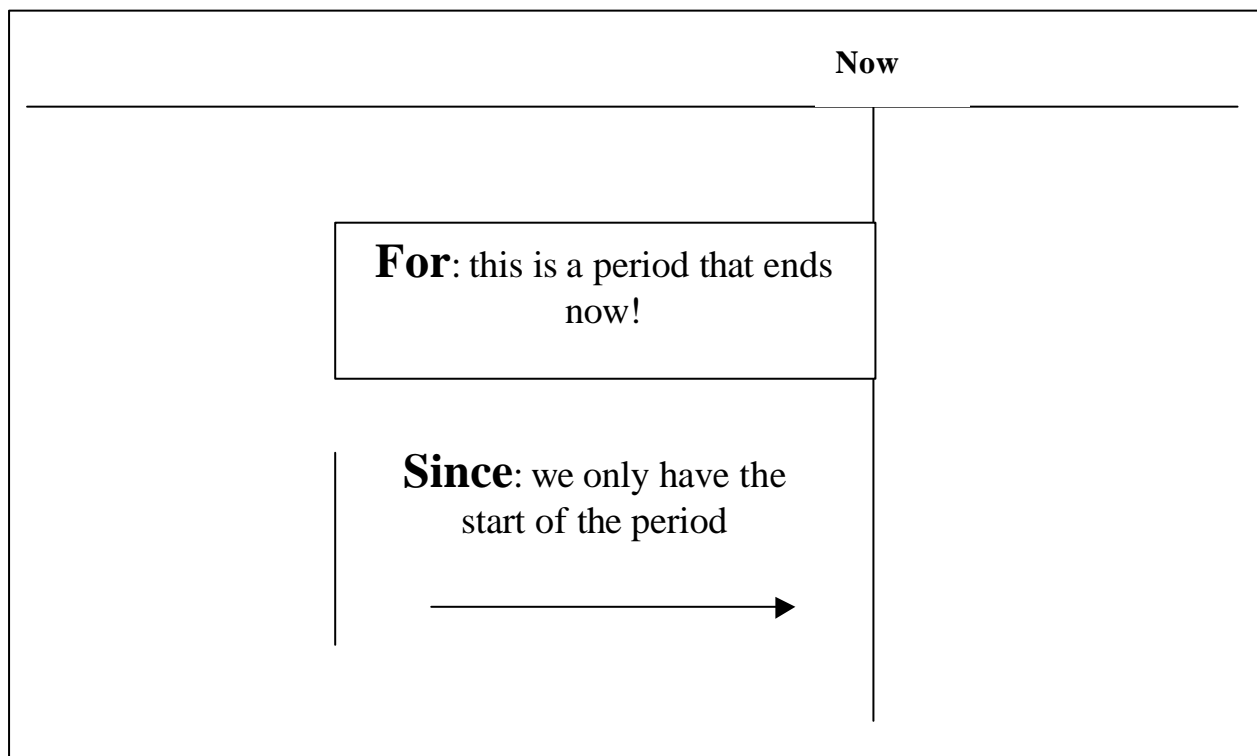 Now
For: this is a period that ends
now!
Since: we only have the
start of the period